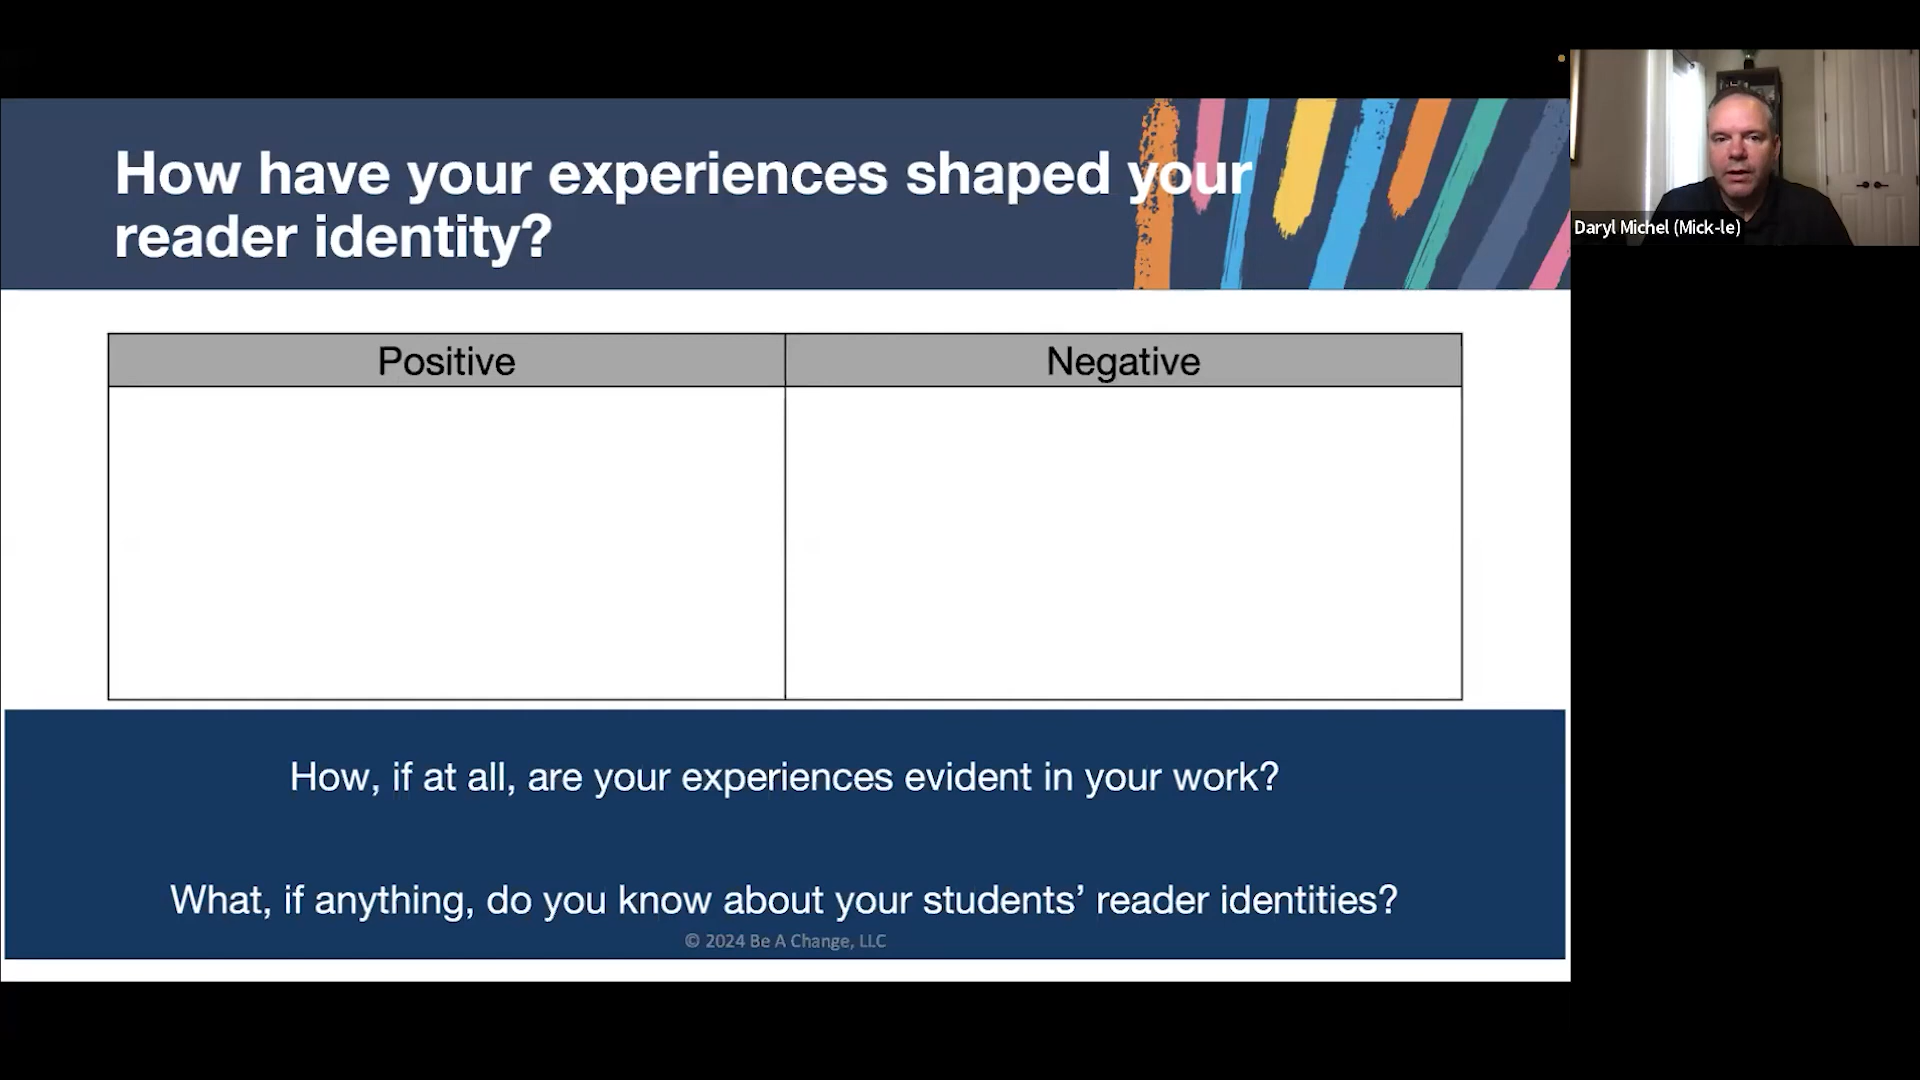 How have your experiences shaped your
reader identity?
Daryl Michel (Mick-le)
Positive
Negative
How, if at all, are your experiences evident in your work?
What, if anything, do you know about your students’ reader identities?
© 2024 Be A Change, LLC